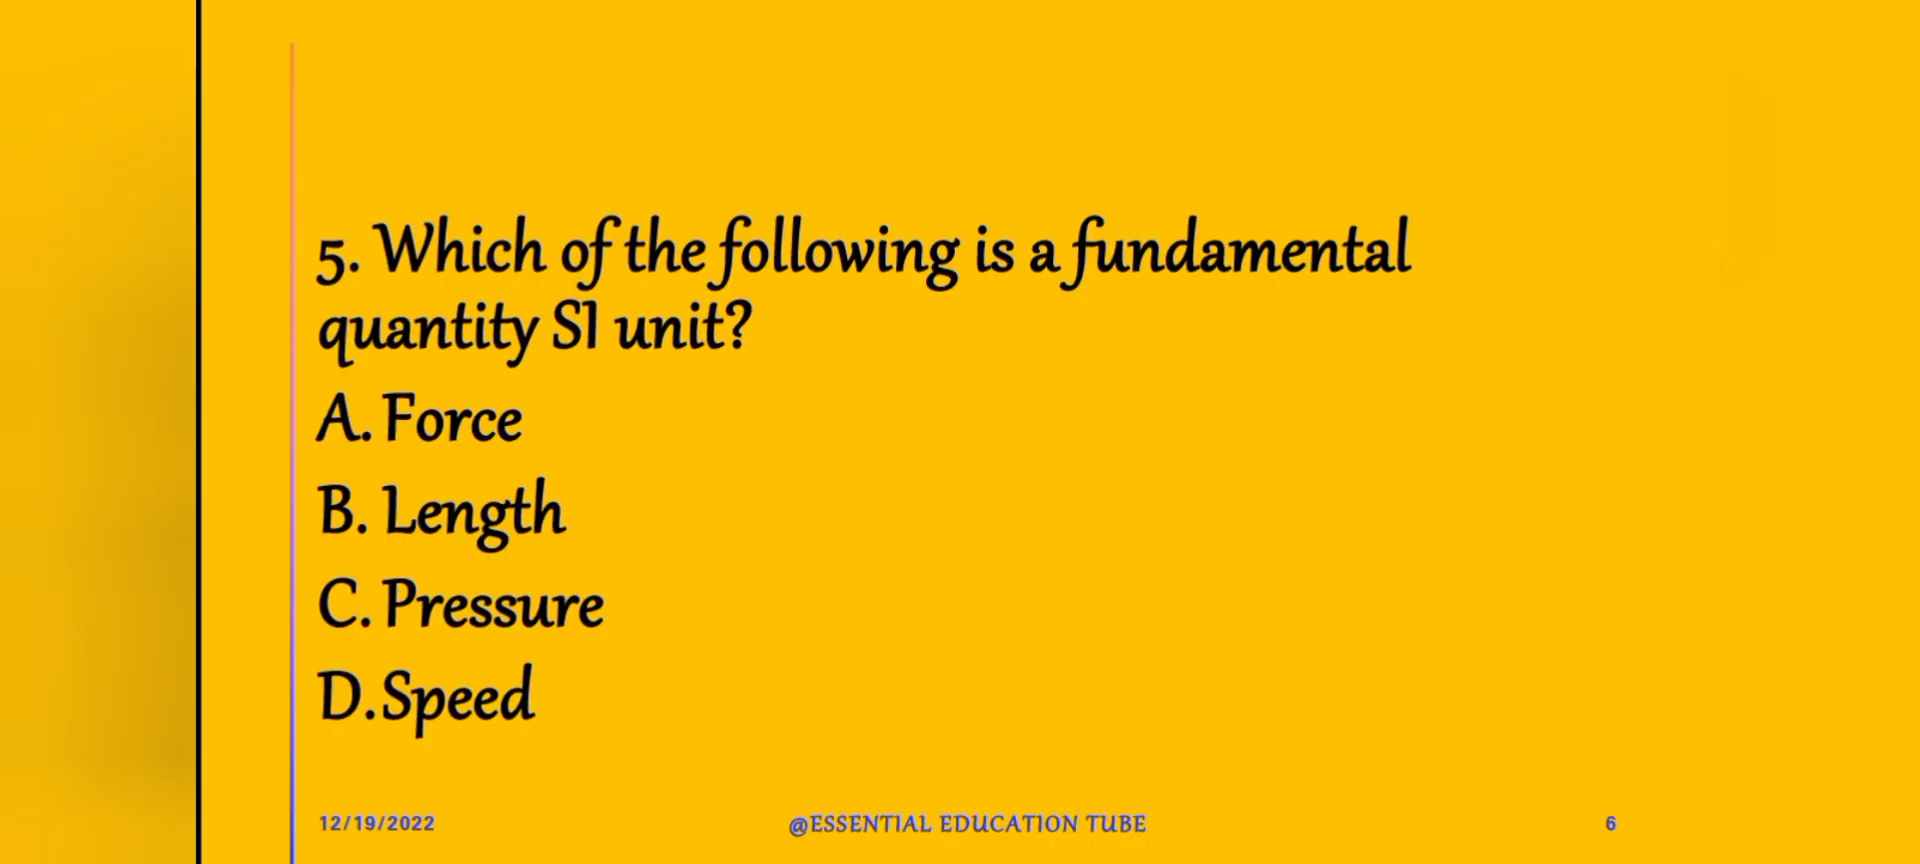 5. Which of the following is a fundamental
quantity SI unit?
A. Force
B. Length
C. Pressure
D. Speed
12/19/2022 @ESSENTIAL EDUCATION TUBE 6